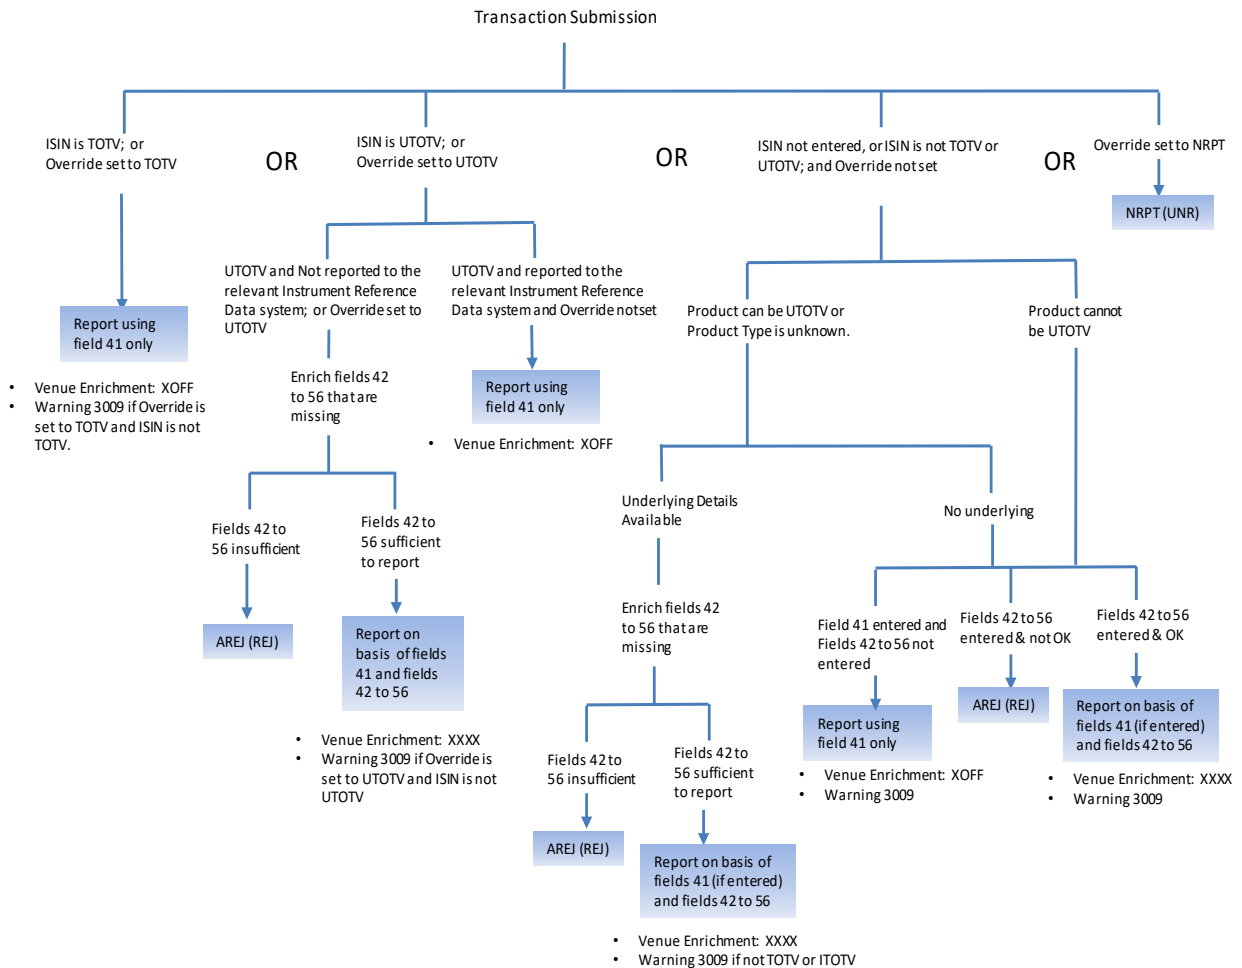 Transaction Submission
ISIN is TOTV; or
Override set to TOTV
OR
ISIN is UTOTV; or
Override set to UTOTV
OR
ISIN not entered, or ISIN is not TOTV or
UTOTV; and Override not set
OR
Override set to NRPT
NRPT (UNR)
UTOTV and Not reported to the
relevant Instrument Reference
Data system; or Override set to
UTOTV
UTOTV and reported to the
relevant Instrument Reference
Data system and Override not set
Product can be UTOTV or
Product Type is unknown.
Product cannot
be UTOTV
Report using
field 41 only
• Venue Enrichment: XOFF
• Warning 3009 if Override is
set to TOTV and ISIN is not
TOTV.
Enrich fields 42
to 56 that are
missing
Report using
field 41 only
• Venue Enrichment: XOFF
Fields 42 to
56 insufficient
Fields 42 to
56 sufficient
to report
AREJ (REJ)
Report on
basis of fields
41 and fields
42 to 56
• Venue Enrichment: XXXX
• Warning 3009 if Override is
set to UTOTV and ISIN is not
UTOTV
Underlying Details
Available
No underlying
Enrich fields 42
to 56 that are
missing
Field 41 entered and
Fields 42 to 56 not
entered
Fields 42 to 56
entered & not OK
Fields 42 to 56
entered & OK
Report using
field 41 only
• Venue Enrichment: XOFF
• Warning 3009
AREJ (REJ)
Report on basis of
fields 41 (if entered)
and fields 42 to 56
• Venue Enrichment: XXXX
• Warning 3009
Fields 42 to
56 insufficient
Fields 42 to
56 sufficient
to report
AREJ (REJ)
Report on basis of
fields 41 (if entered)
and fields 42 to 56
• Venue Enrichment: XXXX
• Warning 3009 if not TOTV or ITOTV